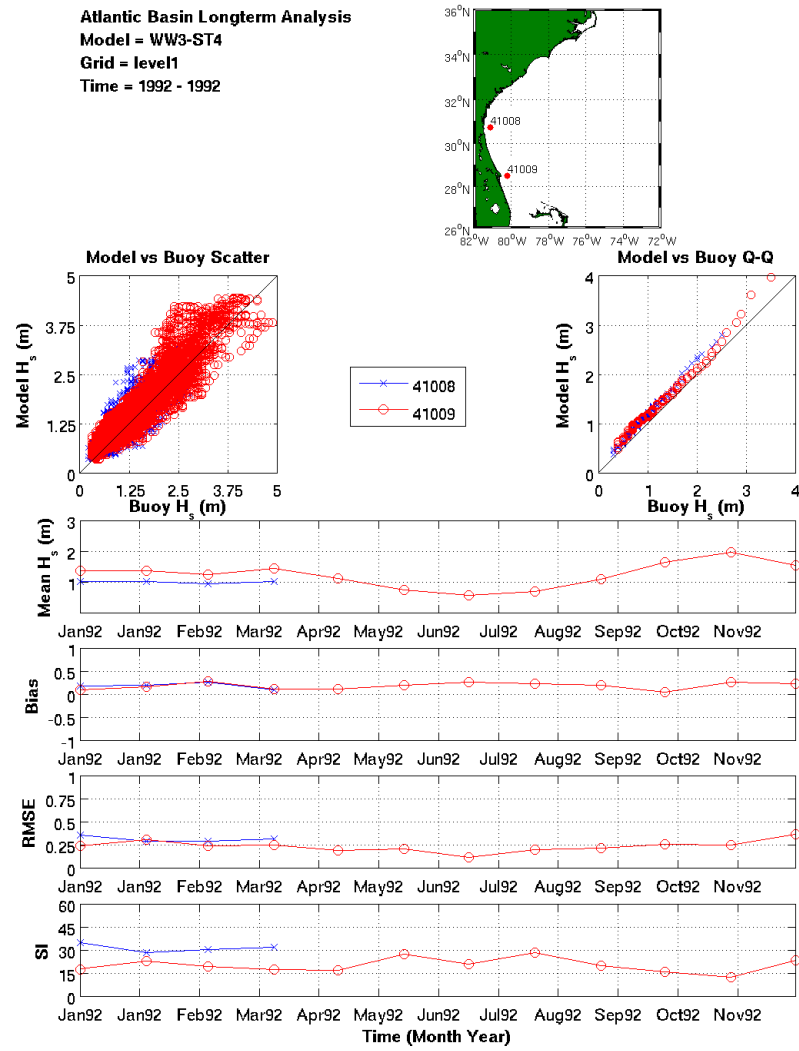 Atlantic Basin Longterm Analysis
Model = WW3-ST4
Grid = level1
Time = 1992 - 1992
36°N
34°N
32°N
30°N
28°N
26°N
82°W 80°W 78°W 76°W 74°W 72°W
41008
41009
Model vs Buoy Scatter
5
3.75
2.5
1.25
0
Model Hs (m)
0 1.25 2.5 3.75 5
Buoy Hs (m)
41008
41009
Model vs Buoy Q-Q
4
3
2
1
0
Model Hs (m)
0 1 2 3 4
Buoy Hs (m)
3
2
1
Mean Hs (m)
Jan92 Jan92 Feb92 Mar92 Apr92 May92 Jun92 Jul92 Aug92 Sep92 Oct92 Nov92
1
0.5
0
-0.5
-1
Bias
Jan92 Jan92 Feb92 Mar92 Apr92 May92 Jun92 Jul92 Aug92 Sep92 Oct92 Nov92
1
0.75
0.5
0.25
0
RMSE
Jan92 Jan92 Feb92 Mar92 Apr92 May92 Jun92 Jul92 Aug92 Sep92 Oct92 Nov92
60
45
30
15
0
SI
Jan92 Jan92 Feb92 Mar92 Apr92 May92 Jun92 Jul92 Aug92 Sep92 Oct92 Nov92
Time (Month Year)